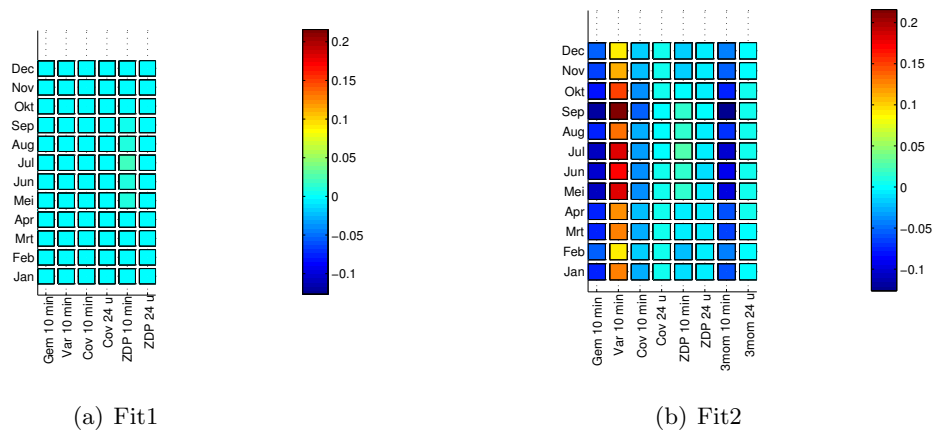 Dec
Nov
Okt
Sep
Aug
Jul
Jun
Mei
Apr
Mrt
Feb
Jan
Gem 10 min
Var 10 min
Cov 10 min
Cov 24 u
ZDP 10 min
ZDP 24 u
0.2
0.15
0.1
0.05
0
−0.05
−0.1
(a) Fit1
Dec
Nov
Okt
Sep
Aug
Jul
Jun
Mei
Apr
Mrt
Feb
Jan
Gem 10 min
Var 10 min
Cov 10 min
Cov 24 u
ZDP 10 min
ZDP 24 u
3mom 10 min
3mom 24 u
0.2
0.15
0.1
0.05
0
−0.05
−0.1
(b) Fit2